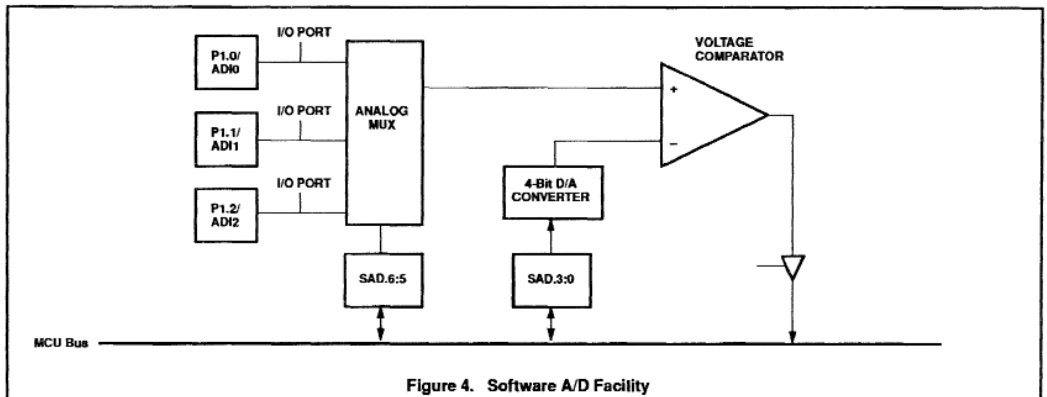 I/O PORT
P1.0/
ADI0
I/O PORT
P1.1/
ADI1
I/O PORT
P1.2/
ADI2
ANALOG
MUX
VOLTAGE
COMPARATOR
+
−
4-Bit D/A
CONVERTER
SAD.6:5
SAD.3:0
MCU Bus
Figure 4. Software A/D Facility